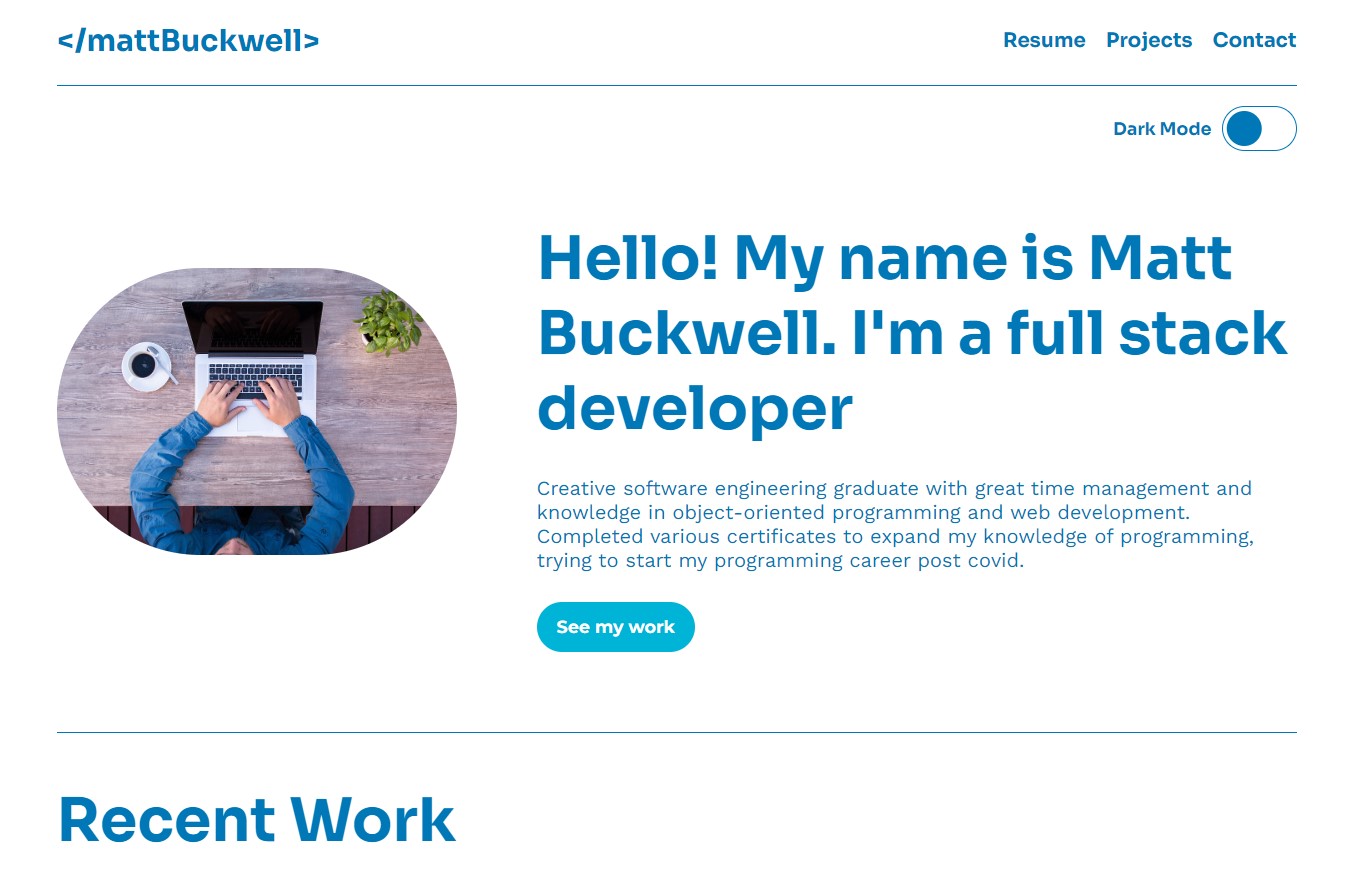 </mattBuckwell>
Resume Projects Contact
Dark Mode
Hello! My name is Matt
Buckwell. I'm a full stack
developer
Creative software engineering graduate with great time management and
knowledge in object-oriented programming and web development.
Completed various certificates to expand my knowledge of programming,
trying to start my programming career post covid.
See my work
Recent Work